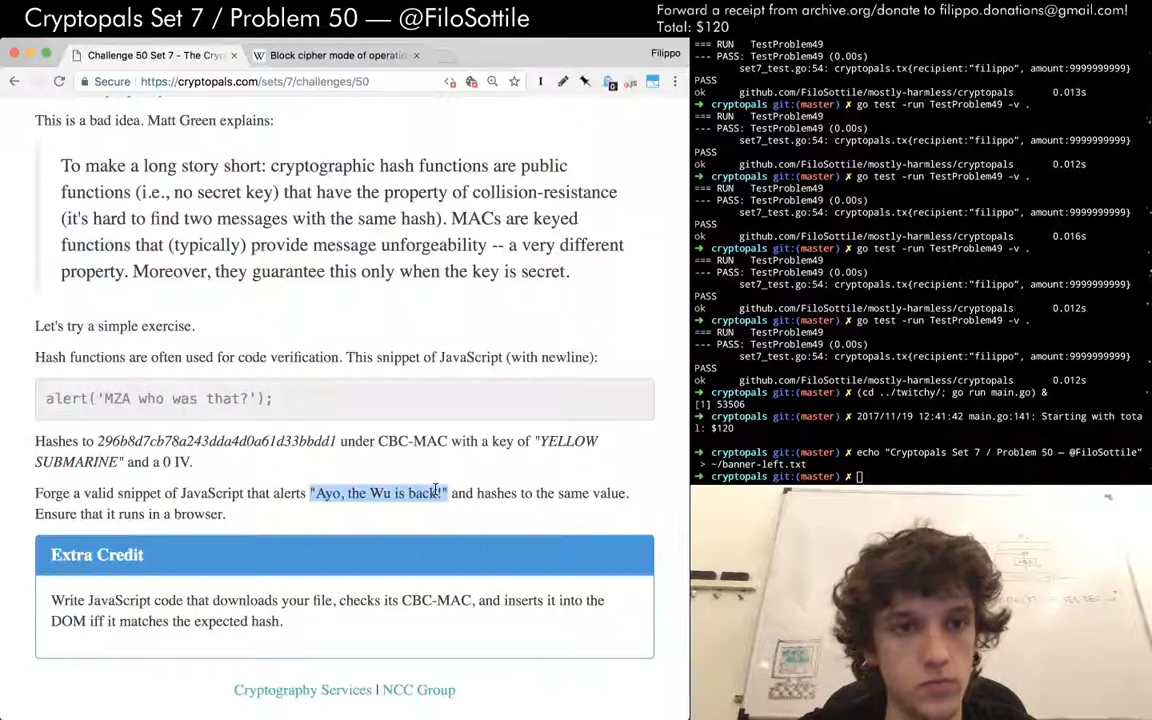 Cryptopals Set 7 / Problem 50 — @FiloSottile
Forward a receipt from archive.org/donate to filippo.donations@gmail.com!
Total: $120
Challenge 50 Set 7 - The Cryp
Block cipher mode of operatio
Filippo
Secure
https://cryptopals.com/sets/7/challenges/50
This is a bad idea. Matt Green explains:
To make a long story short: cryptographic hash functions are public
functions (i.e., no secret key) that have the property of collision-resistance
(it's hard to find two messages with the same hash). MACs are keyed
functions that (typically) provide message unforgeability -- a very different
property. Moreover, they guarantee this only when the key is secret.
Let's try a simple exercise.
Hash functions are often used for code verification. This snippet of JavaScript (with newline):
alert('MZA who was that?');
Hashes to 296b8d7cb78a243dda4d0a61d33bbdd1 under CBC-MAC with a key of "YELLOW
SUBMARINE" and a 0 IV.
Forge a valid snippet of JavaScript that alerts "Ayo, the Wu is back!" and hashes to the same value.
Ensure that it runs in a browser.
Extra Credit
Write JavaScript code that downloads your file, checks its CBC-MAC, and inserts it into the
DOM iff it matches the expected hash.
Cryptography Services | NCC Group
=== RUN   TestProblem49
--- PASS: TestProblem49 (0.00s)
set7_test.go:54: cryptopals.tx{recipient:"filippo", amount:9999999999}
PASS
ok   github.com/FiloSottile/mostly-harmless/cryptopals   0.013s
➜ cryptopals git:(master) ✗ go test -run TestProblem49 -v .
=== RUN   TestProblem49
--- PASS: TestProblem49 (0.00s)
set7_test.go:54: cryptopals.tx{recipient:"filippo", amount:9999999999}
PASS
ok   github.com/FiloSottile/mostly-harmless/cryptopals   0.012s
➜ cryptopals git:(master) ✗ go test -run TestProblem49 -v .
=== RUN   TestProblem49
--- PASS: TestProblem49 (0.00s)
set7_test.go:54: cryptopals.tx{recipient:"filippo", amount:9999999999}
PASS
ok   github.com/FiloSottile/mostly-harmless/cryptopals   0.016s
➜ cryptopals git:(master) ✗ go test -run TestProblem49 -v .
=== RUN   TestProblem49
--- PASS: TestProblem49 (0.00s)
set7_test.go:54: cryptopals.tx{recipient:"filippo", amount:9999999999}
PASS
ok   github.com/FiloSottile/mostly-harmless/cryptopals   0.012s
➜ cryptopals git:(master) ✗ go test -run TestProblem49 -v .
=== RUN   TestProblem49
--- PASS: TestProblem49 (0.00s)
set7_test.go:54: cryptopals.tx{recipient:"filippo", amount:9999999999}
PASS
ok   github.com/FiloSottile/mostly-harmless/cryptopals   0.012s
➜ cryptopals git:(master) ✗ (cd ../twitchy/; go run main.go) &
[1] 53506
➜ cryptopals git:(master) ✗ 2017/11/19 12:41:42 main.go:141: Starting with tota
l: $120
➜ cryptopals git:(master) ✗ echo "Cryptopals Set 7 / Problem 50 — @FiloSottile"
> ~/banner-left.txt
➜ cryptopals git:(master) ✗